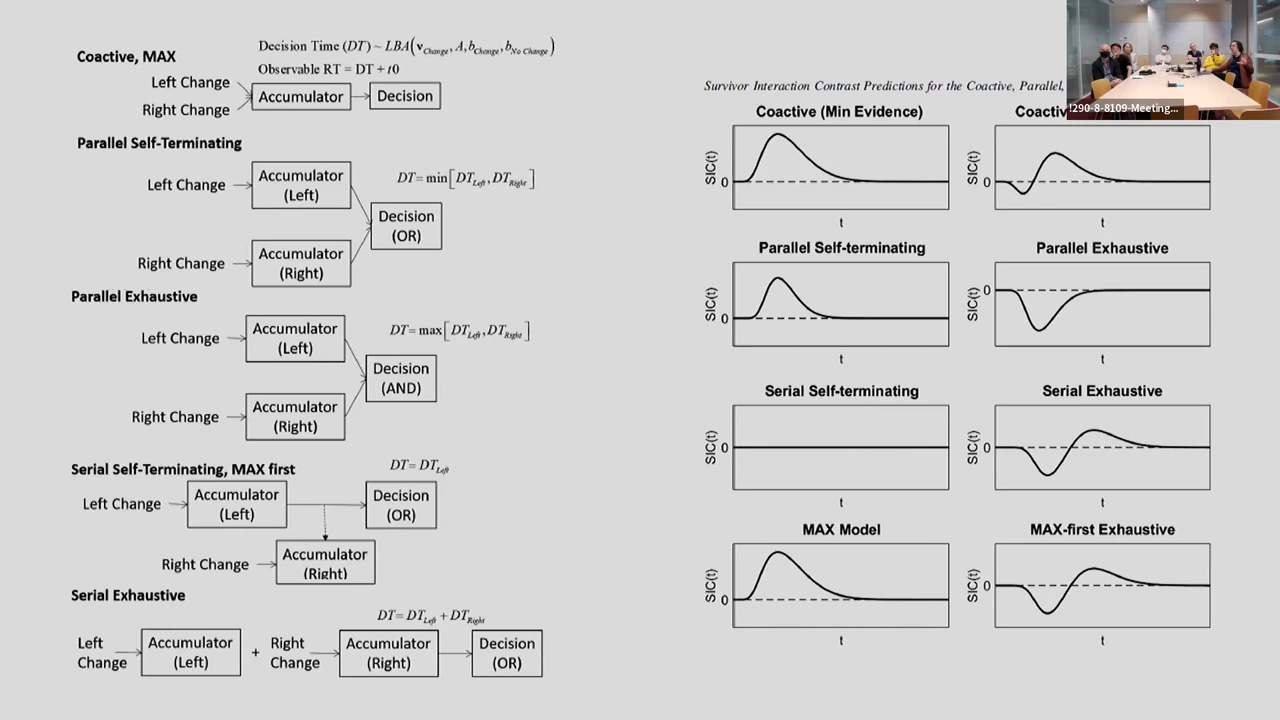 Coactive, MAX
Decision Time (DT) ~ LBA(v_Change, A, b_Change, b_No Change)
Observable RT = DT + t0
Left Change
Right Change
Accumulator
Decision
Parallel Self-Terminating
Left Change
Accumulator
(Left)
DT = min[DT_Left, DT_Right]
Decision
(OR)
Right Change
Accumulator
(Right)
Parallel Exhaustive
Left Change
Accumulator
(Left)
DT = max[DT_Left, DT_Right]
Decision
(AND)
Right Change
Accumulator
(Right)
Serial Self-Terminating, MAX first
DT = DT_Left
Left Change
Accumulator
(Left)
Decision
(OR)
Right Change
Accumulator
(Right)
Serial Exhaustive
DT = DT_Left + DT_Right
Left
Change
Accumulator
(Left)
+
Right
Change
Accumulator
(Right)
Decision
(OR)
Survivor Interaction Contrast Predictions for the Coactive, Parallel,
Coactive (Min Evidence)
SIC(t)
0
t
Coactiv
SIC(t)
0
t
Parallel Self-terminating
SIC(t)
0
t
Parallel Exhaustive
SIC(t)
0
t
Serial Self-terminating
SIC(t)
0
t
Serial Exhaustive
SIC(t)
0
t
MAX Model
SIC(t)
0
t
MAX-first Exhaustive
SIC(t)
0
t
!290-8-8109-Meeting...